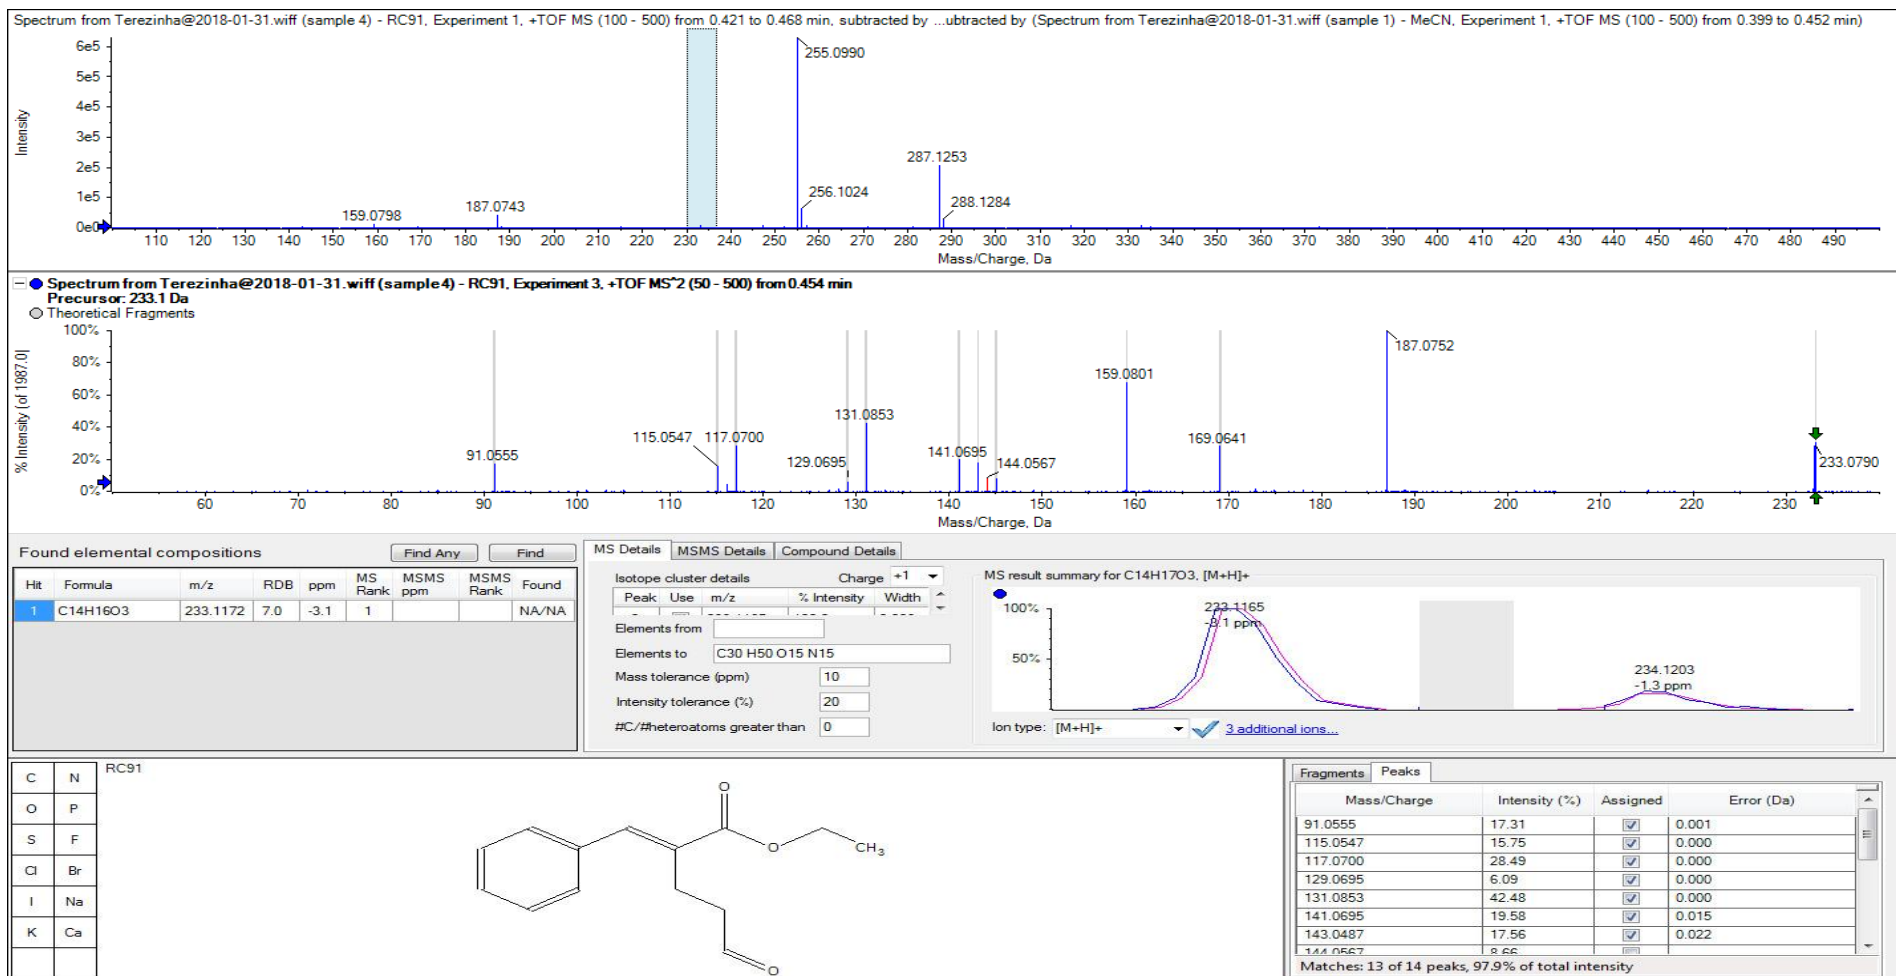 Spectrum from Terezinha@2018-01-31.wiff (sample 4) - RC91, Experiment 1, +TOF MS (100 - 500) from 0.421 to 0.468 min, subtracted by ...ubtracted by (Spectrum from Terezinha@2018-01-31.wiff (sample 1) - MeCN, Experiment 1, +TOF MS (100 - 500) from 0.399 to 0.452 min)
Intensity
6e5
5e5
4e5
3e5
2e5
1e5
0e0
255.0990
287.1253
256.1024
288.1284
187.0743
159.0798
110 120 130 140 150 160 170 180 190 200 210 220 230 240 250 260 270 280 290 300 310 320 330 340 350 360 370 380 390 400 410 420 430 440 450 460 470 480 490
Mass/Charge, Da
Spectrum from Terezinha@2018-01-31.wiff (sample 4) - RC91, Experiment 3, +TOF MS^2 (50 - 500) from 0.454 min
Precursor: 233.1 Da
Theoretical Fragments
% Intensity (of 1987.0)
100%
80%
60%
40%
20%
0%
187.0752
159.0801
131.0853
115.0547 117.0700
169.0641
91.0555
129.0695
141.0695
144.0567
233.0790
60 70 80 90 100 110 120 130 140 150 160 170 180 190 200 210 220 230
Mass/Charge, Da
Found elemental compositions
Find Any Find
Hit Formula m/z RDB ppm MS Rank MSMS ppm MSMS Rank Found
1 C14H16O3 233.1172 7.0 -3.1 1 NA/NA
MS Details MSMS Details Compound Details
Isotope cluster details Charge +1
Peak Use m/z % Intensity Width
Elements from
Elements to C30 H50 O15 N15
Mass tolerance (ppm) 10
Intensity tolerance (%) 20
#C/#heteroatoms greater than 0
MS result summary for C14H17O3, [M+H]+
100%
50%
233.1165
-3.1 ppm
234.1203
-1.3 ppm
Ion type: [M+H]+ 3 additional ions...
C N
O P
S F
Cl Br
I Na
K Ca
RC91
O
O
CH3
O
Fragments Peaks
Mass/Charge Intensity (%) Assigned Error (Da)
91.0555 17.31 0.001
115.0547 15.75 0.000
117.0700 28.49 0.000
129.0695 6.09 0.000
131.0853 42.48 0.000
141.0695 19.58 0.015
143.0487 17.56 0.022
144.0567 8.66
Matches: 13 of 14 peaks, 97.9% of total intensity